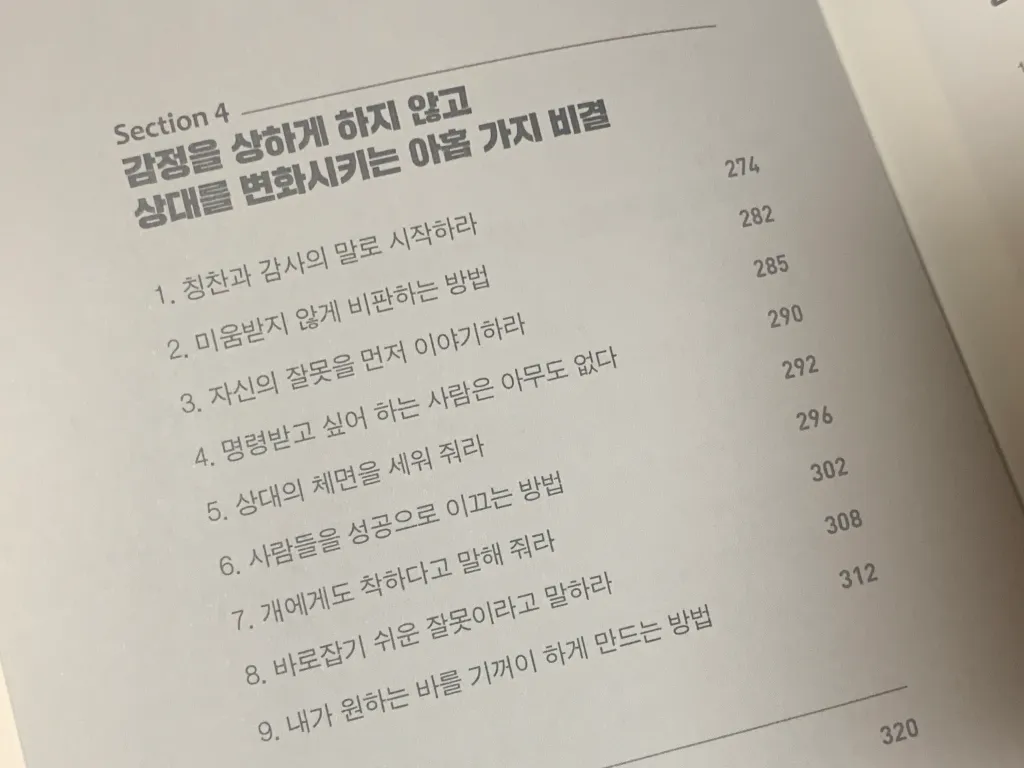 Section 4
감정을 상하게 하지 않고
상대를 변화시키는 아홉 가지 비결
1. 칭찬과 감사의 말로 시작하라 274
2. 미움받지 않게 비판하는 방법 282
3. 자신의 잘못을 먼저 이야기하라 285
4. 명령받고 싶어 하는 사람은 아무도 없다 290
5. 상대의 체면을 세워 줘라 292
6. 사람들을 성공으로 이끄는 방법 296
7. 개에게도 착하다고 말해 줘라 302
8. 바로잡기 쉬운 잘못이라고 말하라 308
9. 내가 원하는 바를 기꺼이 하게 만드는 방법 312
320